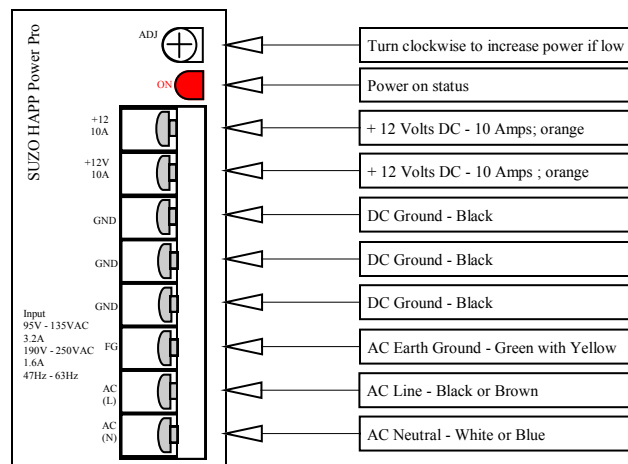 SUZO HAPP Power Pro
ADJ
Turn clockwise to increase power if low
ON
Power on status
+12
10A
+ 12 Volts DC - 10 Amps; orange
+12V
10A
+ 12 Volts DC - 10 Amps ; orange
GND
DC Ground - Black
GND
DC Ground - Black
GND
DC Ground - Black
Input
95V - 135VAC
3.2A
190V - 250VAC
1.6A
47Hz - 63Hz
FG
AC Earth Ground - Green with Yellow
AC
(L)
AC Line - Black or Brown
AC
(N)
AC Neutral - White or Blue